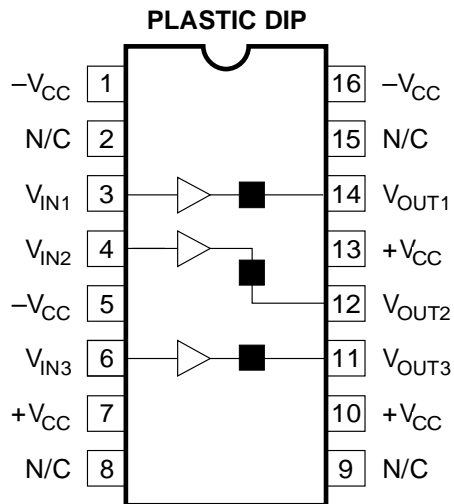 PLASTIC DIP
–VCC 1 16 –VCC
N/C 2 15 N/C
VIN1 3 14 VOUT1
VIN2 4 13 +VCC
–VCC 5 12 VOUT2
VIN3 6 11 VOUT3
+VCC 7 10 +VCC
N/C 8 9 N/C